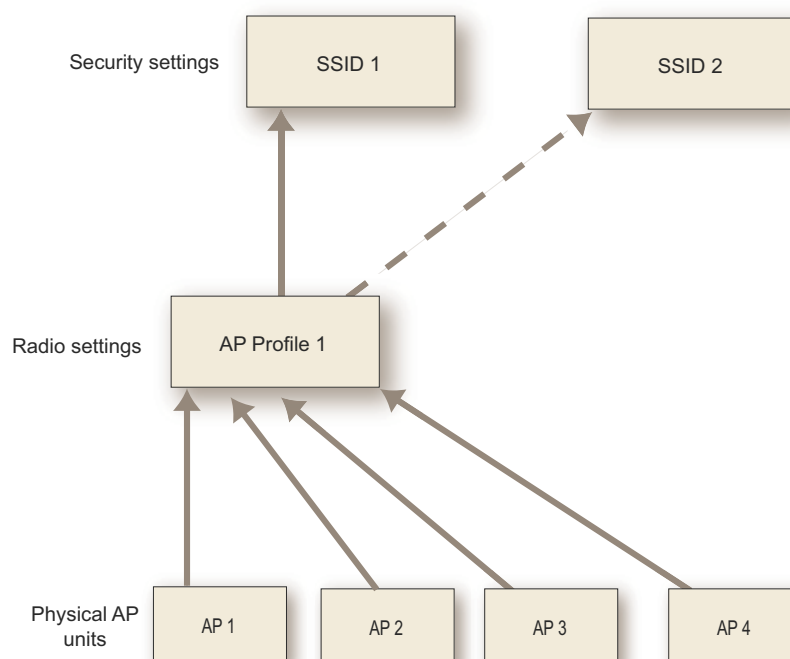 Security settings
SSID 1
SSID 2
Radio settings
AP Profile 1
Physical AP
units
AP 1
AP 2
AP 3
AP 4